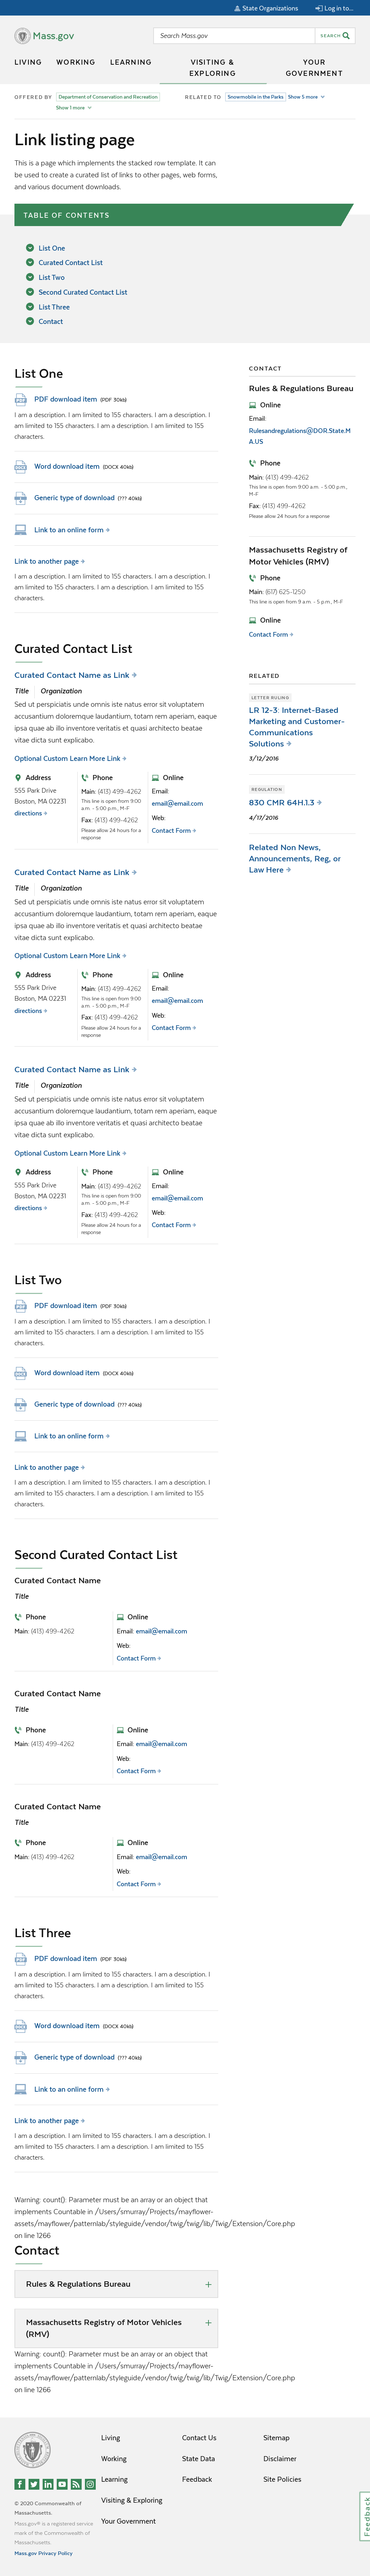 State Organizations
Log in to...
Mass.gov
Search Mass.gov
SEARCH
LIVING
WORKING
LEARNING
VISITING &
EXPLORING
YOUR
GOVERNMENT
OFFERED BY
Department of Conservation and Recreation
Show 1 more
RELATED TO
Snowmobile in the Parks
Show 5 more
Link listing page
This is a page which implements the stacked row template. It can
be used to create a curated list of links to other pages, web forms,
and various document downloads.
TABLE OF CONTENTS
List One
Curated Contact List
List Two
Second Curated Contact List
List Three
Contact
List One
PDF download item (PDF 30kb)
I am a description. I am limited to 155 characters. I am a description. I
am limited to 155 characters. I am a description. I am limited to 155
characters.
Word download item (DOCX 40kb)
Generic type of download (??? 40kb)
Link to an online form
Link to another page
I am a description. I am limited to 155 characters. I am a description. I
am limited to 155 characters. I am a description. I am limited to 155
characters.
CONTACT
Rules & Regulations Bureau
Online
Email:
Rulesandregulations@DOR.State.M
A.US
Phone
Main: (413) 499-4262
This line is open from 9:00 a.m. - 5:00 p.m.,
M-F
Fax: (413) 499-4262
Please allow 24 hours for a response
Massachusetts Registry of
Motor Vehicles (RMV)
Phone
Main: (617) 625-1250
This line is open from 9 a.m. - 5 p.m., M-F
Online
Contact Form
RELATED
LETTER RULING
LR 12-3: Internet-Based
Marketing and Customer-
Communications
Solutions
3/12/2016
REGULATION
830 CMR 64H.1.3
4/17/2016
Related Non News,
Announcements, Reg, or
Law Here
Curated Contact List
Curated Contact Name as Link
Title
Organization
Sed ut perspiciatis unde omnis iste natus error sit voluptatem
accusantium doloremque laudantium, totam rem aperiam, eaque
ipsa quae ab illo inventore veritatis et quasi architecto beatae
vitae dicta sunt explicabo.
Optional Custom Learn More Link
Address
555 Park Drive
Boston, MA 02231
directions
Phone
Main: (413) 499-4262
This line is open from 9:00
a.m. - 5:00 p.m., M-F
Fax: (413) 499-4262
Please allow 24 hours for a
response
Online
Email:
email@email.com
Web:
Contact Form
Curated Contact Name as Link
Title
Organization
Sed ut perspiciatis unde omnis iste natus error sit voluptatem
accusantium doloremque laudantium, totam rem aperiam, eaque
ipsa quae ab illo inventore veritatis et quasi architecto beatae
vitae dicta sunt explicabo.
Optional Custom Learn More Link
Address
555 Park Drive
Boston, MA 02231
directions
Phone
Main: (413) 499-4262
This line is open from 9:00
a.m. - 5:00 p.m., M-F
Fax: (413) 499-4262
Please allow 24 hours for a
response
Online
Email:
email@email.com
Web:
Contact Form
Curated Contact Name as Link
Title
Organization
Sed ut perspiciatis unde omnis iste natus error sit voluptatem
accusantium doloremque laudantium, totam rem aperiam, eaque
ipsa quae ab illo inventore veritatis et quasi architecto beatae
vitae dicta sunt explicabo.
Optional Custom Learn More Link
Address
555 Park Drive
Boston, MA 02231
directions
Phone
Main: (413) 499-4262
This line is open from 9:00
a.m. - 5:00 p.m., M-F
Fax: (413) 499-4262
Please allow 24 hours for a
response
Online
Email:
email@email.com
Web:
Contact Form
List Two
PDF download item (PDF 30kb)
I am a description. I am limited to 155 characters. I am a description. I
am limited to 155 characters. I am a description. I am limited to 155
characters.
Word download item (DOCX 40kb)
Generic type of download (??? 40kb)
Link to an online form
Link to another page
I am a description. I am limited to 155 characters. I am a description. I
am limited to 155 characters. I am a description. I am limited to 155
characters.
Second Curated Contact List
Curated Contact Name
Title
Phone
Main: (413) 499-4262
Online
Email: email@email.com
Web:
Contact Form
Curated Contact Name
Title
Phone
Main: (413) 499-4262
Online
Email: email@email.com
Web:
Contact Form
Curated Contact Name
Title
Phone
Main: (413) 499-4262
Online
Email: email@email.com
Web:
Contact Form
List Three
PDF download item (PDF 30kb)
I am a description. I am limited to 155 characters. I am a description. I
am limited to 155 characters. I am a description. I am limited to 155
characters.
Word download item (DOCX 40kb)
Generic type of download (??? 40kb)
Link to an online form
Link to another page
I am a description. I am limited to 155 characters. I am a description. I
am limited to 155 characters. I am a description. I am limited to 155
characters.
Warning: count(): Parameter must be an array or an object that
implements Countable in /Users/smurray/Projects/mayflower-
assets/mayflower/patternlab/styleguide/vendor/twig/twig/lib/Twig/Extension/Core.php
on line 1266
Contact
Rules & Regulations Bureau
Massachusetts Registry of Motor Vehicles
(RMV)
Warning: count(): Parameter must be an array or an object that
implements Countable in /Users/smurray/Projects/mayflower-
assets/mayflower/patternlab/styleguide/vendor/twig/twig/lib/Twig/Extension/Core.php
on line 1266
Living
Working
Learning
Visiting & Exploring
Your Government
Contact Us
State Data
Feedback
Sitemap
Disclaimer
Site Policies
© 2020 Commonwealth of
Massachusetts.
Mass.gov® is a registered service
mark of the Commonwealth of
Massachusetts.
Mass.gov Privacy Policy
Feedback